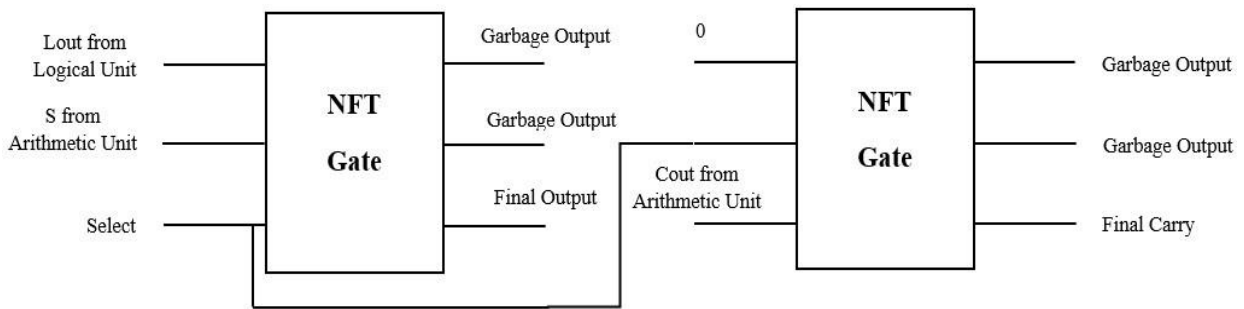 Lout from
Logical Unit
S from
Arithmetic Unit
Select
NFT
Gate
Garbage Output
Garbage Output
Final Output
0
Cout from
Arithmetic Unit
NFT
Gate
Garbage Output
Garbage Output
Final Carry